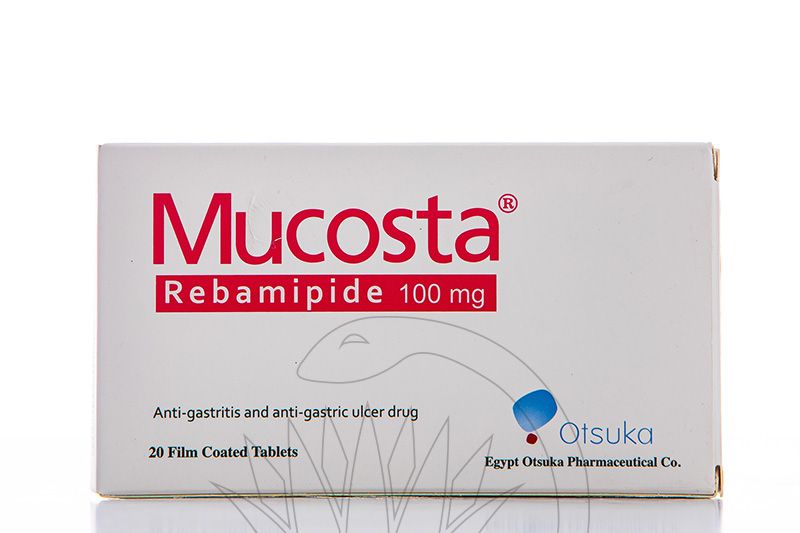 Mucosta®
Rebamipide 100 mg
Anti-gastritis and anti-gastric ulcer drug
20 Film Coated Tablets
Otsuka
Egypt Otsuka Pharmaceutical Co.